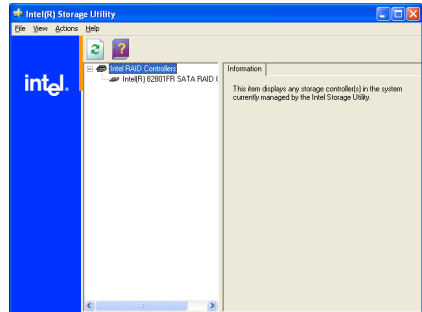 Intel(R) Storage Utility
File View Actions Help
intel.
Intel RAID Controllers
Intel(R) 82801FR SATA RAID (
Information
This item displays any storage controller(s) in the system
currently managed by the Intel Storage Utility.